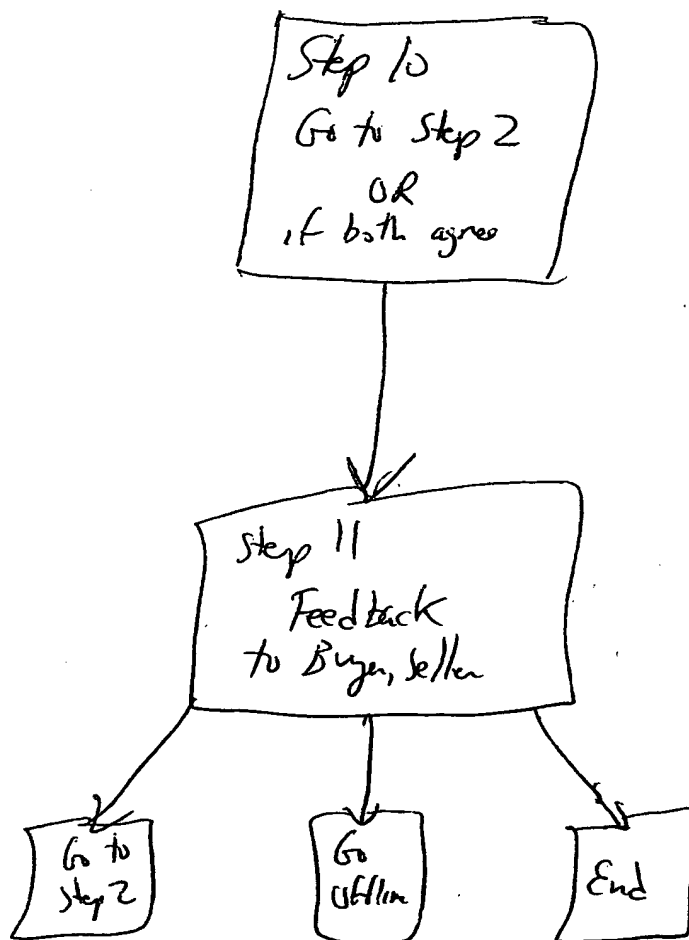 Step 10
Go to Step 2
OR
if both agree
Step 11
Feedback
to Buyer, Seller
Go to
Step 2
Go
Offline
End